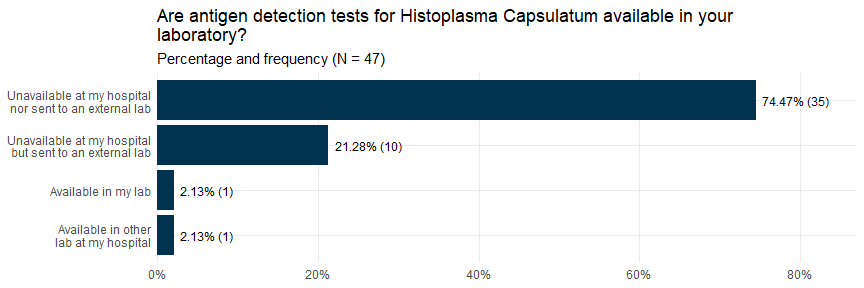 Are antigen detection tests for Histoplasma Capsulatum available in your
laboratory?
Percentage and frequency (N = 47)
Unavailable at my hospital
nor sent to an external lab
74.47% (35)
Unavailable at my hospital
but sent to an external lab
21.28% (10)
Available in my lab
2.13% (1)
Available in other
lab at my hospital
2.13% (1)
0%
20%
40%
60%
80%